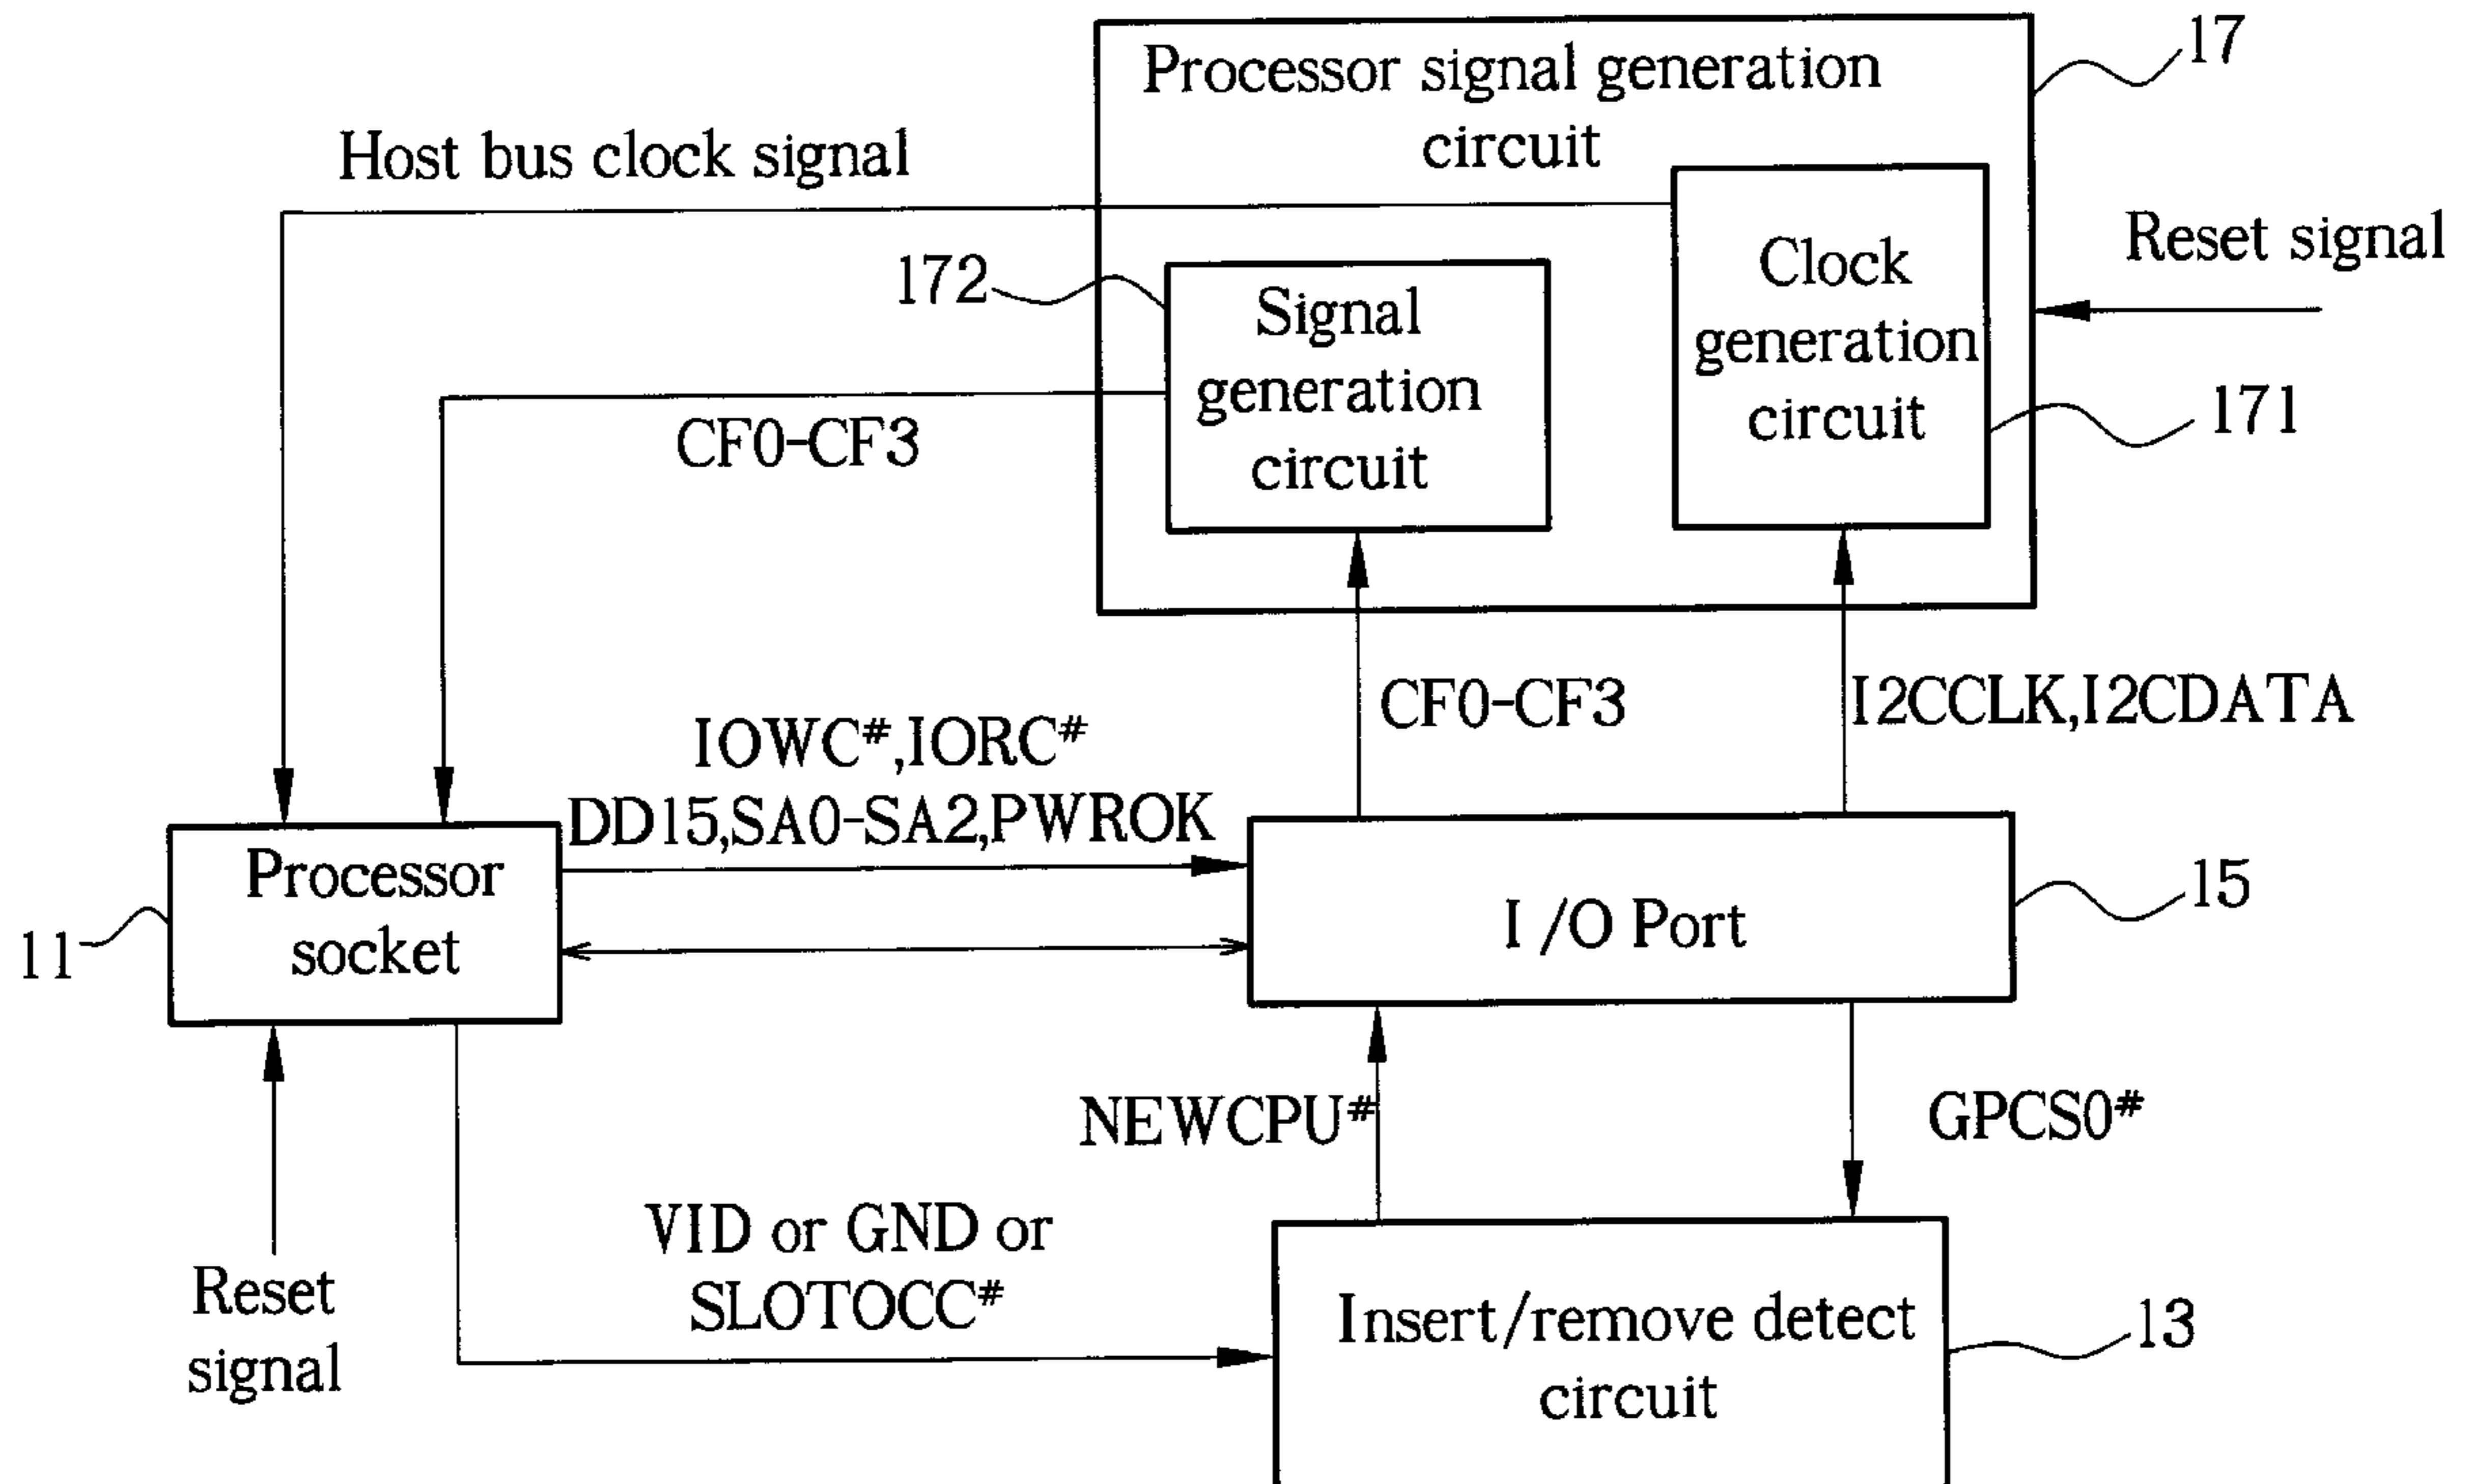 Processor signal generation
circuit
17
Host bus clock signal
Reset signal
172
Signal
generation
circuit
Clock
generation
circuit
171
CF0-CF3
CF0-CF3
I2CCLK,I2CDATA
IOWC#,IORC#
DD15,SA0-SA2,PWROK
Processor
socket
11
I /O Port
15
NEWCPU#
GPCS0#
VID or GND or
SLOTOCC#
Reset
signal
Insert/remove detect
circuit
13